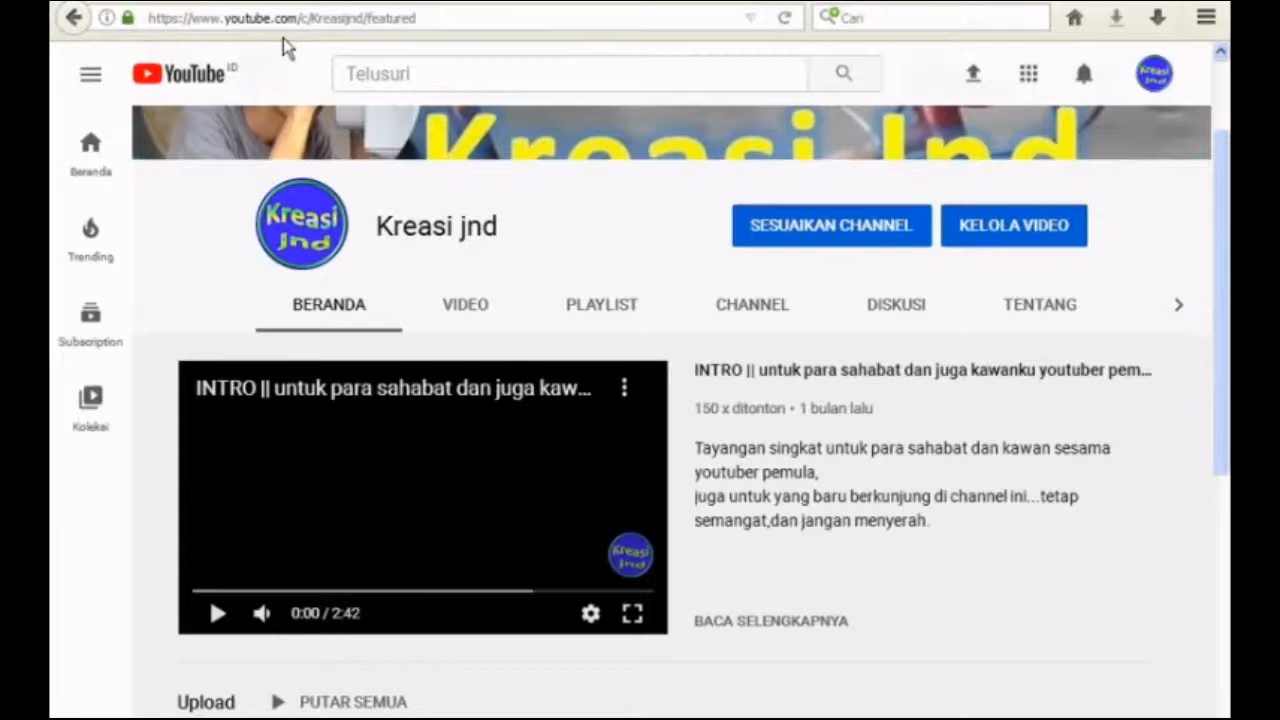 https://www.youtube.com/c/Kreasijnd/featured
Cari
YouTube ID
Telusuri
Kreasi jnd
Kreasi Jnd
Beranda
Trending
Subscription
Koleksi
Kreasi
jnd
Kreasi jnd
SESUAIKAN CHANNEL
KELOLA VIDEO
BERANDA
VIDEO
PLAYLIST
CHANNEL
DISKUSI
TENTANG
INTRO || untuk para sahabat dan juga kaw...
Kreasi
jnd
0:00 / 2:42
INTRO || untuk para sahabat dan juga kawanku youtuber pem...
150 x ditonton • 1 bulan lalu
Tayangan singkat untuk para sahabat dan kawan sesama
youtuber pemula,
juga untuk yang baru berkunjung di channel ini...tetap
semangat,dan jangan menyerah.
BACA SELENGKAPNYA
Upload
PUTAR SEMUA